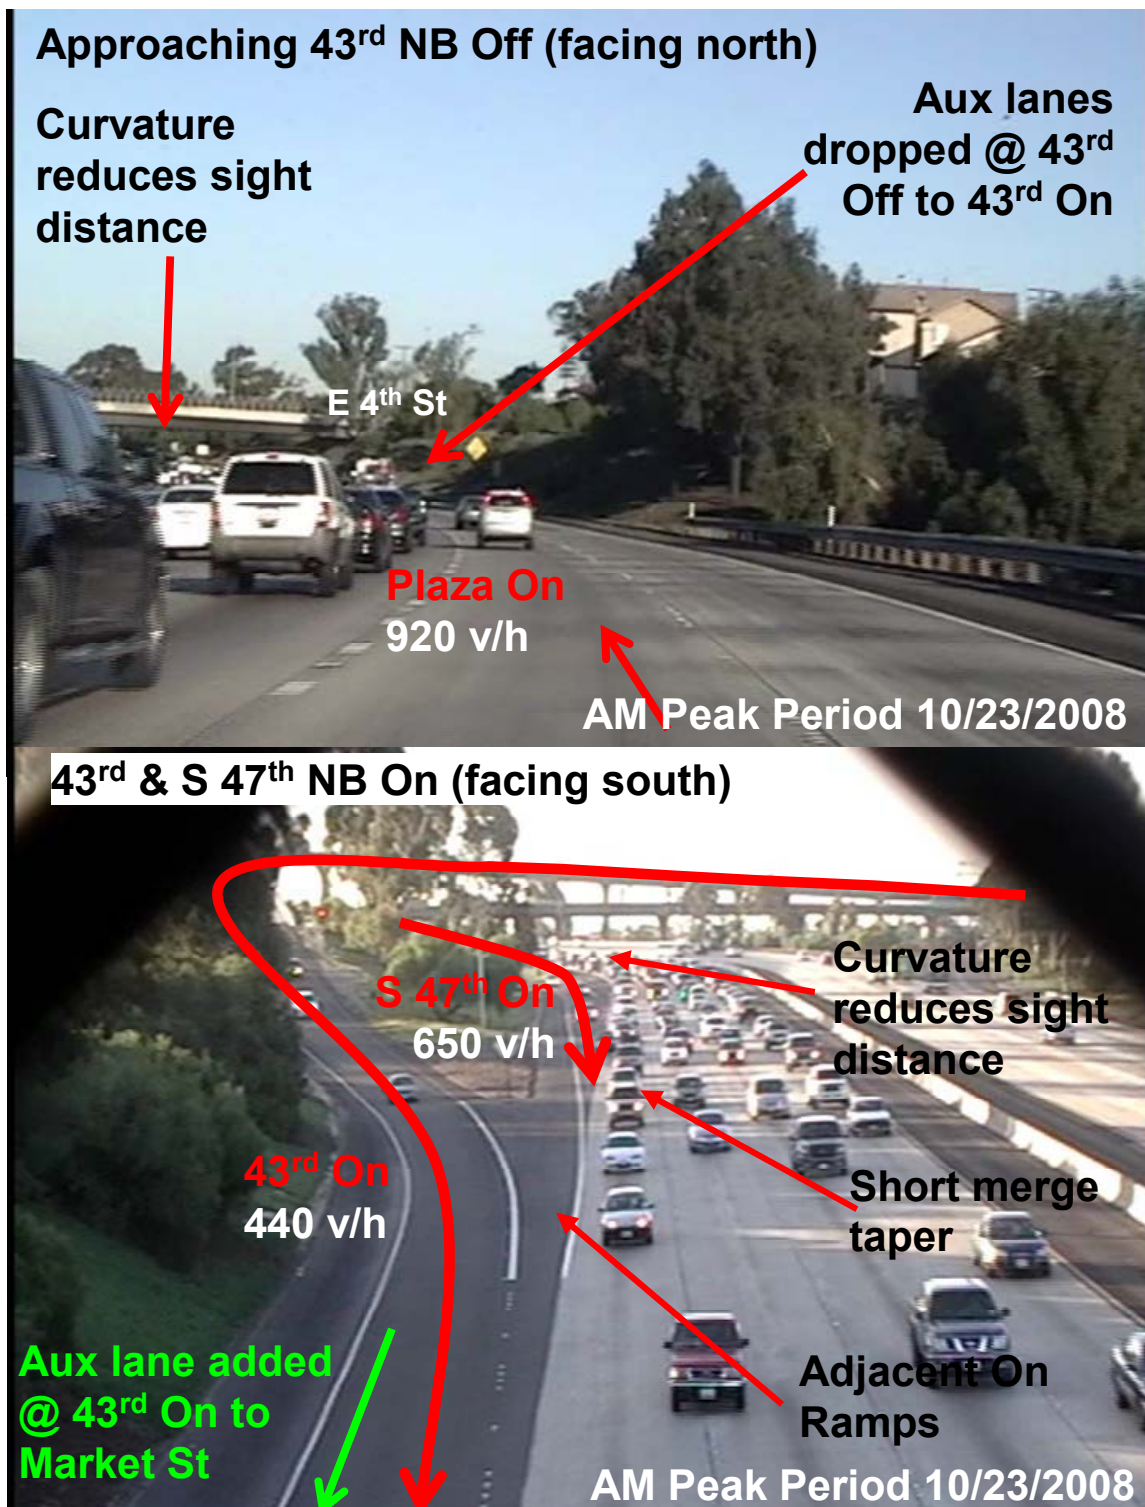 Approaching 43rd NB Off (facing north)
Curvature
reduces sight
distance
Aux lanes
dropped @ 43rd
Off to 43rd On
E 4th St
Plaza On
920 v/h
AM Peak Period 10/23/2008
43rd & S 47th NB On (facing south)
S 47th On
650 v/h
Curvature
reduces sight
distance
43rd On
440 v/h
Short merge
taper
Aux lane added
@ 43rd On to
Market St
Adjacent On
Ramps
AM Peak Period 10/23/2008